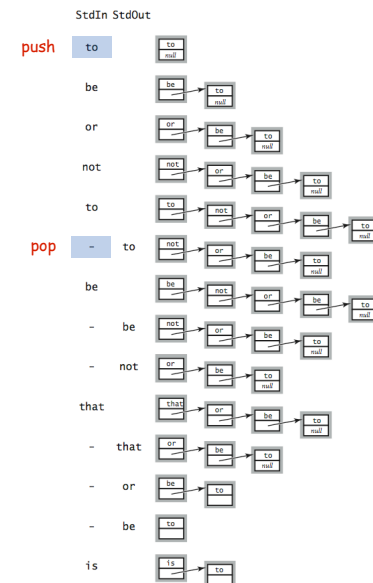 StdIn StdOut
push to to null
be be to null
or or be to null
not not or be to null
to to not or be to null
pop - to not or be to null
be be not or be to null
- be not or be to null
- not or be to null
that that or be to null
- that or be to null
- or be to
- be to
is is to